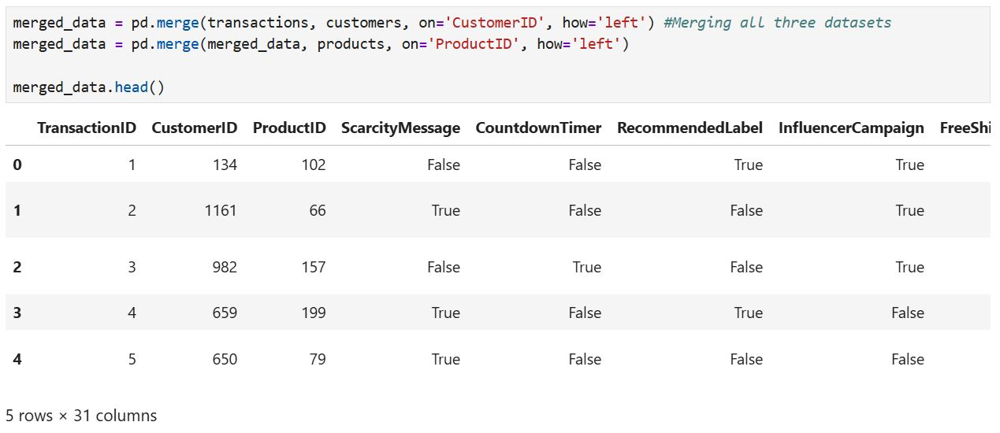 merged_data = pd.merge(transactions, customers, on='CustomerID', how='left') #Merging all three datasets
merged_data = pd.merge(merged_data, products, on='ProductID', how='left')
merged_data.head()
TransactionID CustomerID ProductID ScarcityMessage CountdownTimer RecommendedLabel InfluencerCampaign FreeShi
0 1 134 102 False False True True
1 2 1161 66 True False False True
2 3 982 157 False True False True
3 4 659 199 True False True False
4 5 650 79 True False False False
5 rows × 31 columns